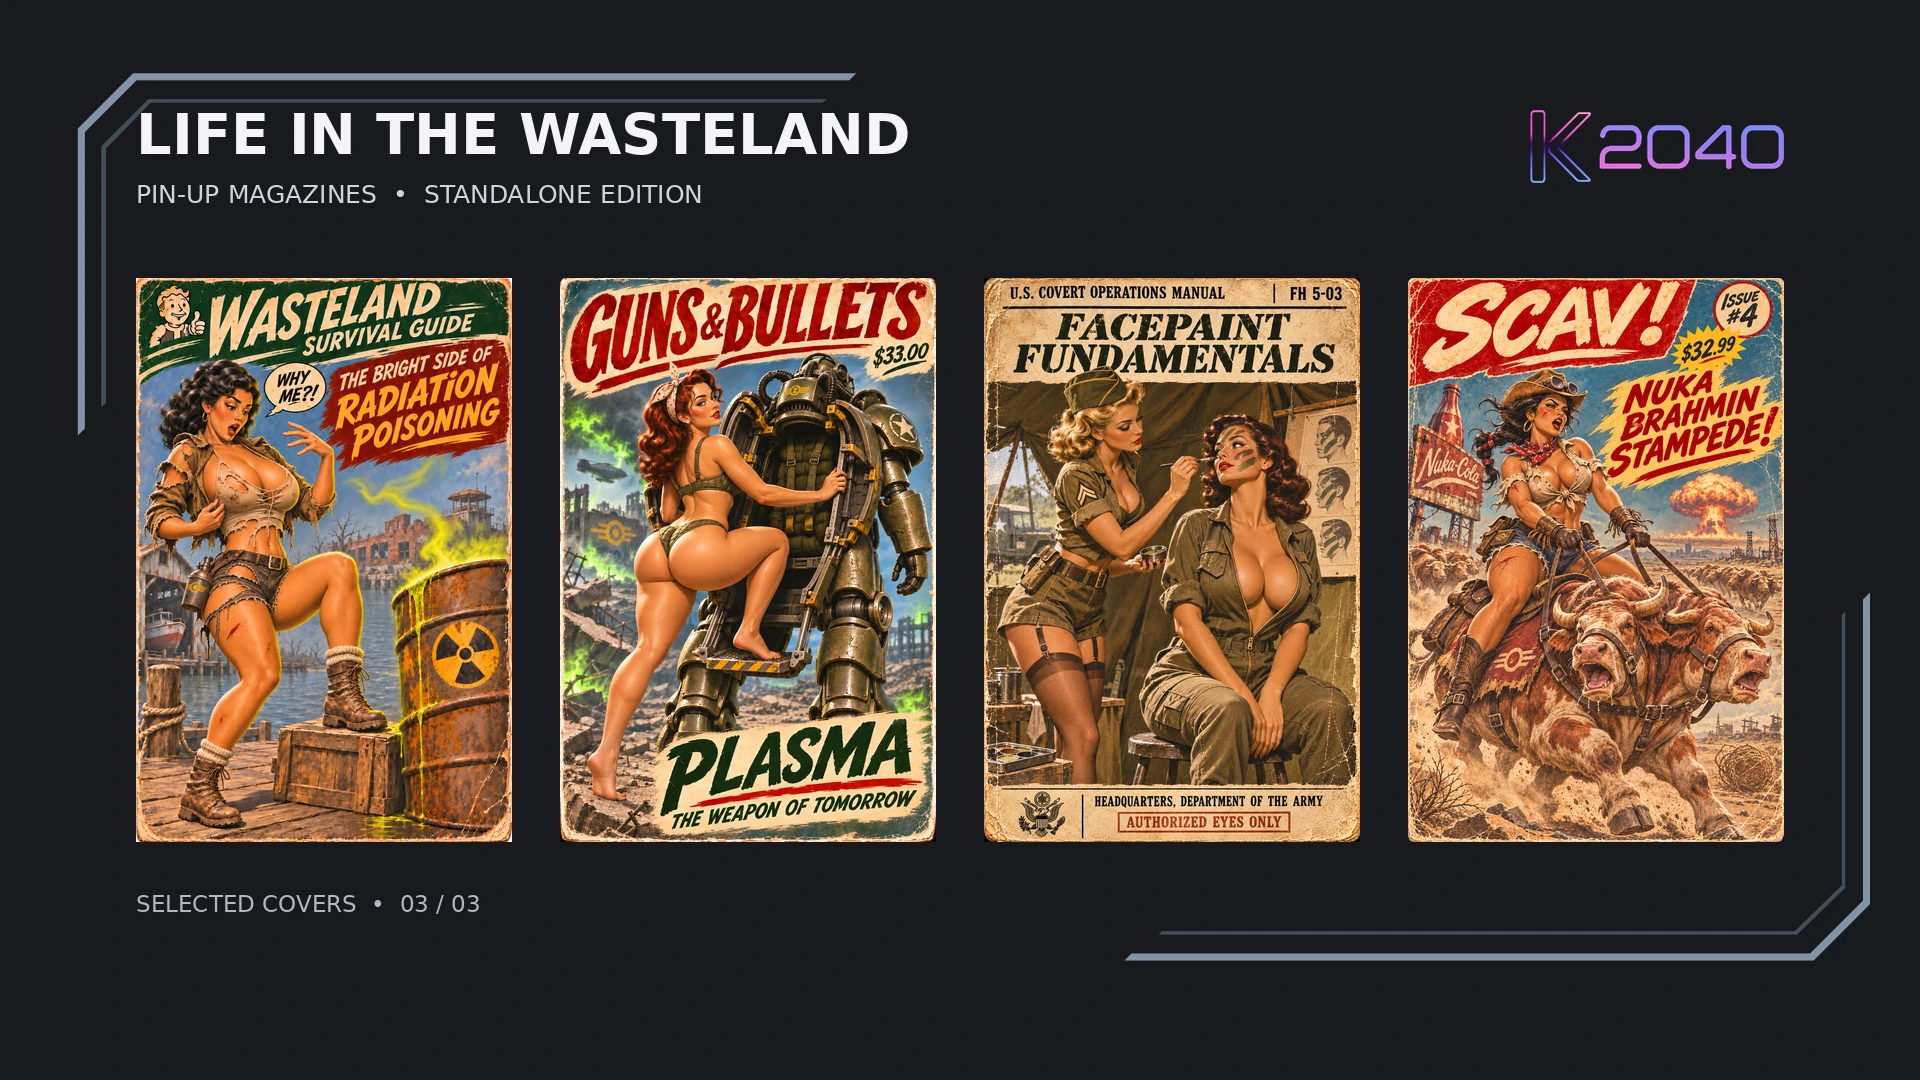 LIFE IN THE WASTELAND
PIN-UP MAGAZINES • STANDALONE EDITION
K2040
WASTELAND
SURVIVAL GUIDE
WHY
ME?!
THE BRIGHT SIDE OF
RADIATION
POISONING
GUNS & BULLETS
$33.00
PLASMA
THE WEAPON OF TOMORROW
U.S. COVERT OPERATIONS MANUAL | FH 5-03
FACEPAINT
FUNDAMENTALS
HEADQUARTERS, DEPARTMENT OF THE ARMY
AUTHORIZED EYES ONLY
SCAV!
ISSUE
#4
$32.99
NUKA
BRAHMIN
STAMPEDE!
Nuka-Cola
SELECTED COVERS • 03 / 03